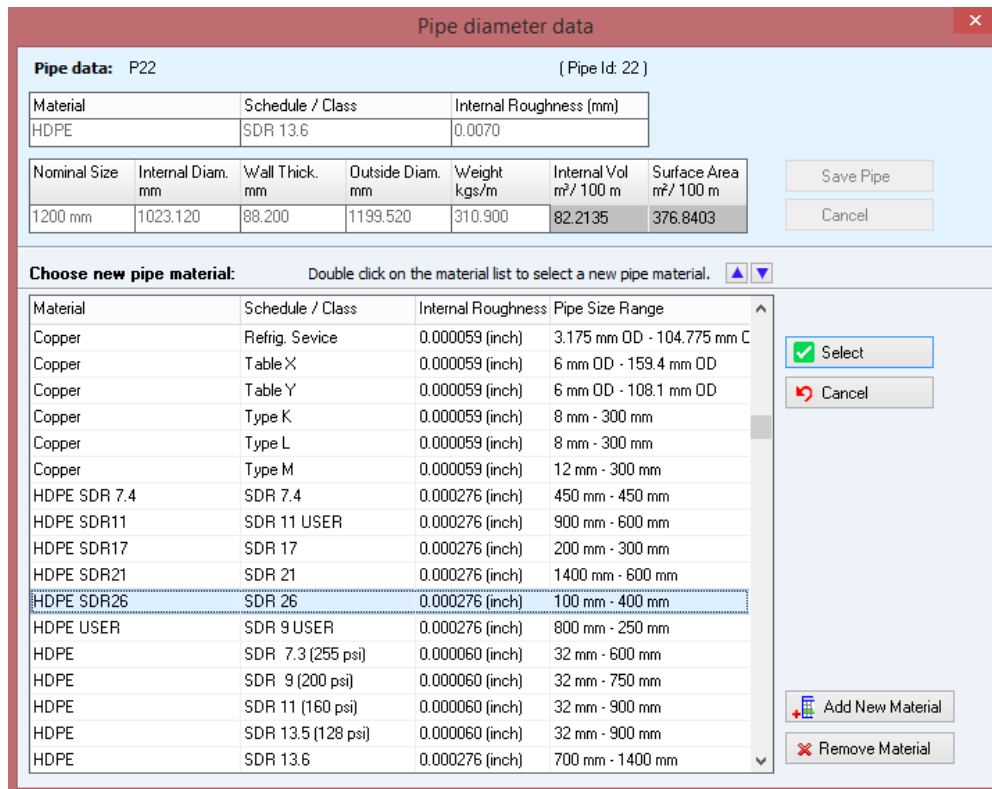 Pipe diameter data
Pipe data: P22 ( Pipe Id: 22 )
Material Schedule / Class Internal Roughness (mm)
HDPE SDR 13.6 0.0070
Nominal Size Internal Diam. mm Wall Thick. mm Outside Diam. mm Weight kgs/m Internal Vol m³/ 100 m Surface Area m²/ 100 m
1200 mm 1023.120 88.200 1199.520 310.900 82.2135 376.8403
Save Pipe
Cancel
Choose new pipe material: Double click on the material list to select a new pipe material.
Material Schedule / Class Internal Roughness Pipe Size Range
Copper Refrig. Sevice 0.000059 (inch) 3.175 mm OD - 104.775 mm
Copper Table X 0.000059 (inch) 6 mm OD - 159.4 mm OD
Copper Table Y 0.000059 (inch) 6 mm OD - 108.1 mm OD
Copper Type K 0.000059 (inch) 8 mm - 300 mm
Copper Type L 0.000059 (inch) 8 mm - 300 mm
Copper Type M 0.000059 (inch) 12 mm - 300 mm
HDPE SDR 7.4 SDR 7.4 0.000276 (inch) 450 mm - 450 mm
HDPE SDR11 SDR 11 USER 0.000276 (inch) 900 mm - 600 mm
HDPE SDR17 SDR 17 0.000276 (inch) 200 mm - 300 mm
HDPE SDR21 SDR 21 0.000276 (inch) 1400 mm - 600 mm
HDPE SDR26 SDR 26 0.000276 (inch) 100 mm - 400 mm
HDPE USER SDR 9 USER 0.000276 (inch) 800 mm - 250 mm
HDPE SDR 7.3 (255 psi) 0.000060 (inch) 32 mm - 600 mm
HDPE SDR 9 (200 psi) 0.000060 (inch) 32 mm - 750 mm
HDPE SDR 11 (160 psi) 0.000060 (inch) 32 mm - 900 mm
HDPE SDR 13.5 (128 psi) 0.000060 (inch) 32 mm - 900 mm
HDPE SDR 13.6 0.000276 (inch) 700 mm - 1400 mm
Select
Cancel
Add New Material
Remove Material